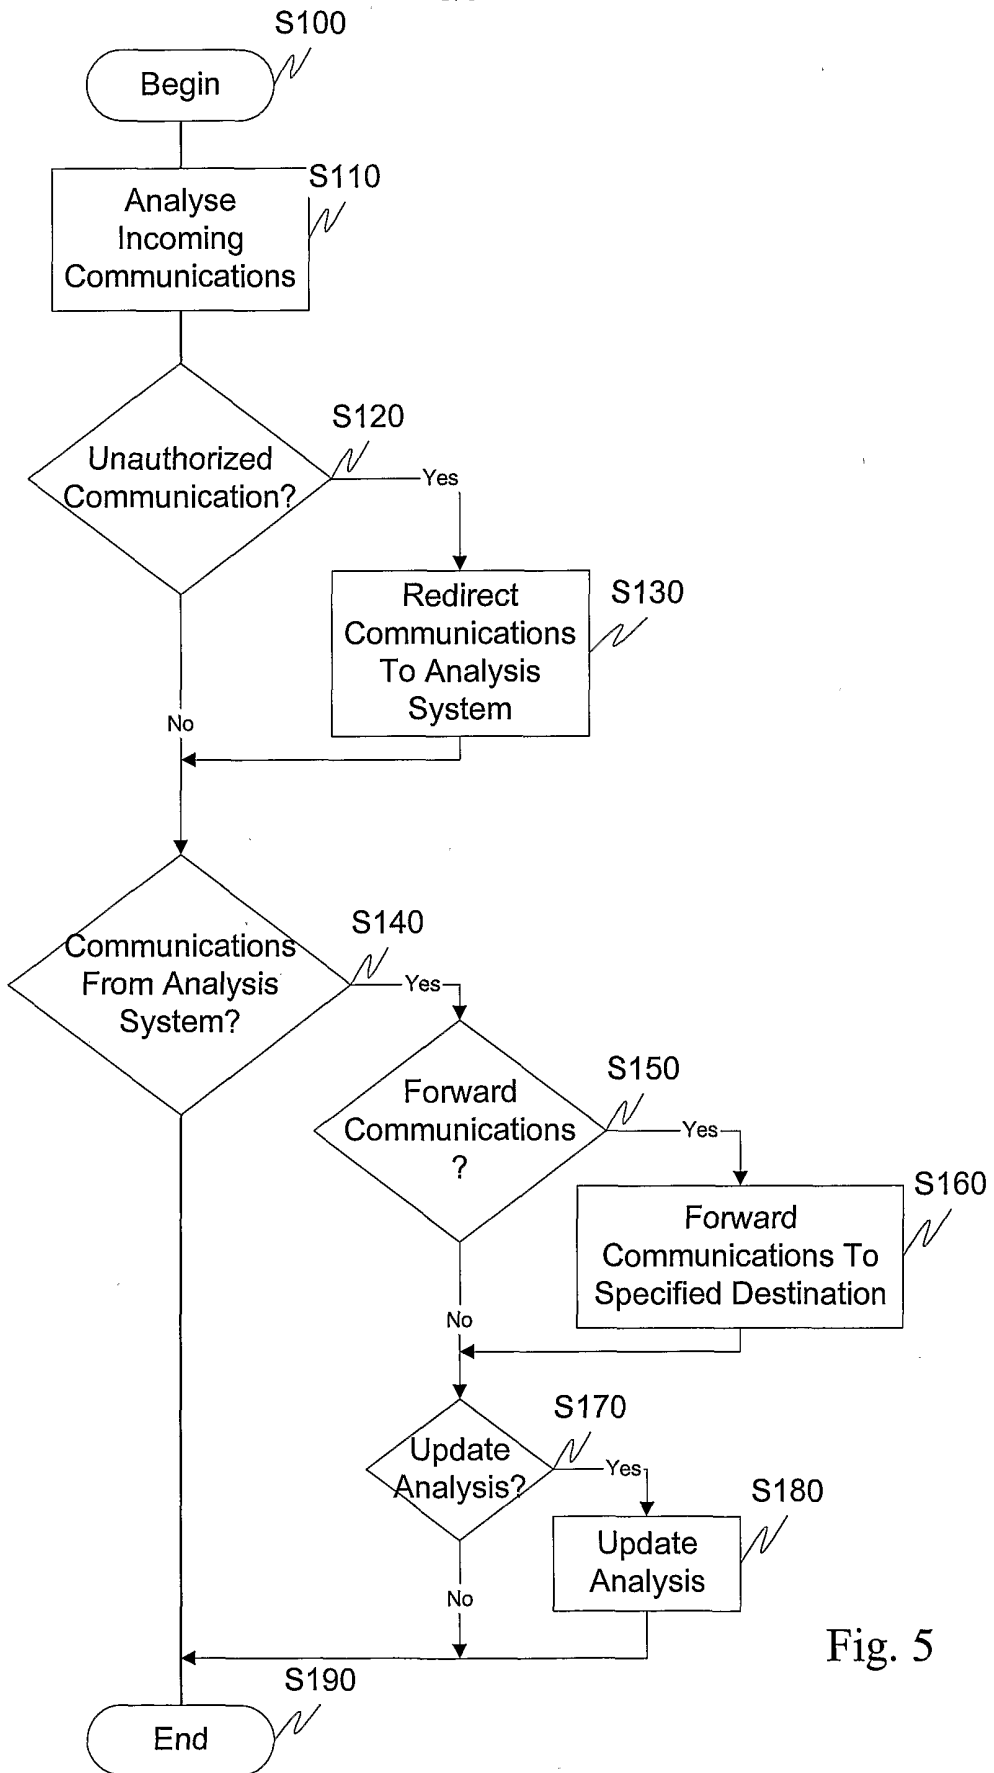 S100
Begin
S110
Analyse
Incoming
Communications
S120
Unauthorized
Communication?
Yes
S130
Redirect
Communications
To Analysis
System
No
S140
Communications
From Analysis
System?
Yes
S150
Forward
Communications
?
Yes
S160
Forward
Communications To
Specified Destination
No
S170
Update
Analysis?
Yes
S180
Update
Analysis
No
Fig. 5
S190
End